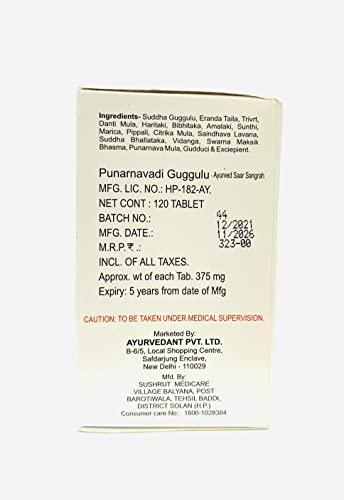 Ingredients- Suddha Guggulu, Eranda Taila, Trivrt,
Danti Mula, Haritaki, Bibhitaka, Amalaki, Sunthi,
Marica, Pippali, Citrika Mula, Saindhava Lavana,
Suddha Bhallataka, Vidanga, Swarna Maksik
Bhasma, Punarnava Mula, Gudduci & Exciepient.
Punarnavadi Guggulu -Ayurved Saar Sangrah
MFG. LIC. NO.: HP-182-AY.
NET CONT : 120 TABLET
BATCH NO.: 44
MFG. DATE.: 12/2021
11/2026
M.R.P ₹.: 323-00
INCL. OF ALL TAXES.
Approx. wt of each Tab. 375 mg
Expiry: 5 years from date of Mfg
CAUTION: TO BE TAKEN UNDER MEDICAL SUPERVISION.
Marketed By:
AYURVEDANT PVT. LTD.
B-6/5, Local Shopping Centre,
Safdarjung Enclave,
New Delhi - 110029
Mfd. By:
SUSHRUT MEDICARE
VILLAGE BALYANA, POST
BAROTIWALA, TEHSIL BADDI,
DISTRICT SOLAN (H.P.)
Consumer care No: 1800-1028384